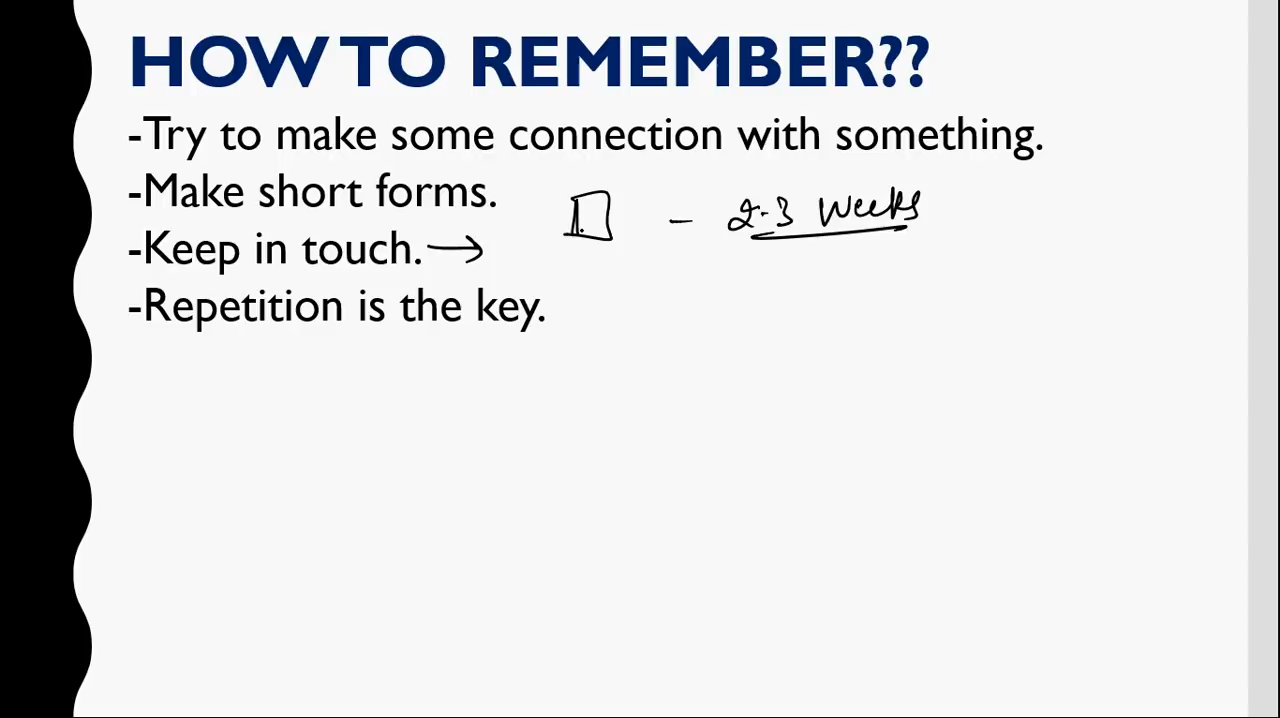 HOW TO REMEMBER??
-Try to make some connection with something.
-Make short forms.
- 2-3 Weeks
-Keep in touch.→
-Repetition is the key.